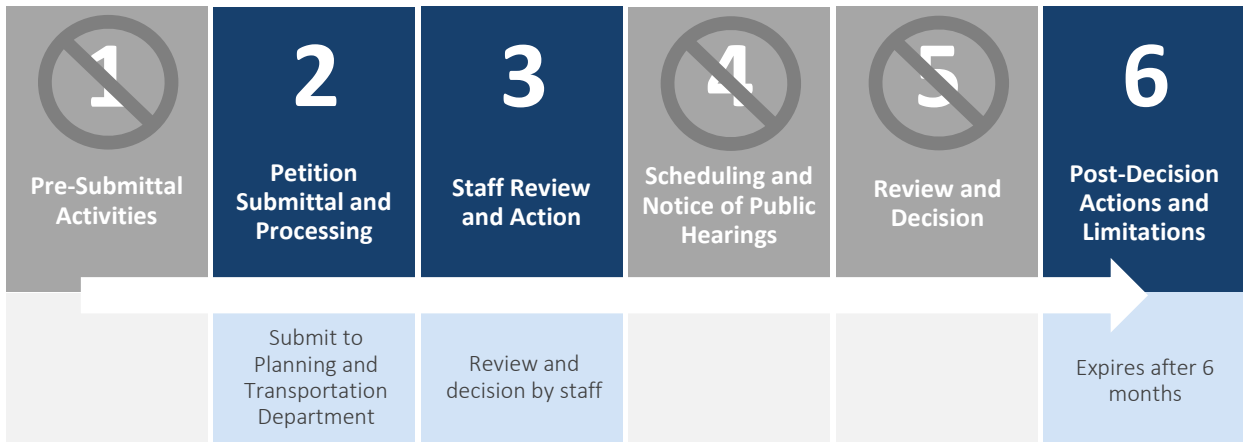 1
Pre-Submittal
Activities
2
Petition
Submittal and
Processing
3
Staff Review
and Action
4
Scheduling and
Notice of Public
Hearings
5
Review and
Decision
6
Post-Decision
Actions and
Limitations
Submit to
Planning and
Transportation
Department
Review and
decision by staff
Expires after 6
months